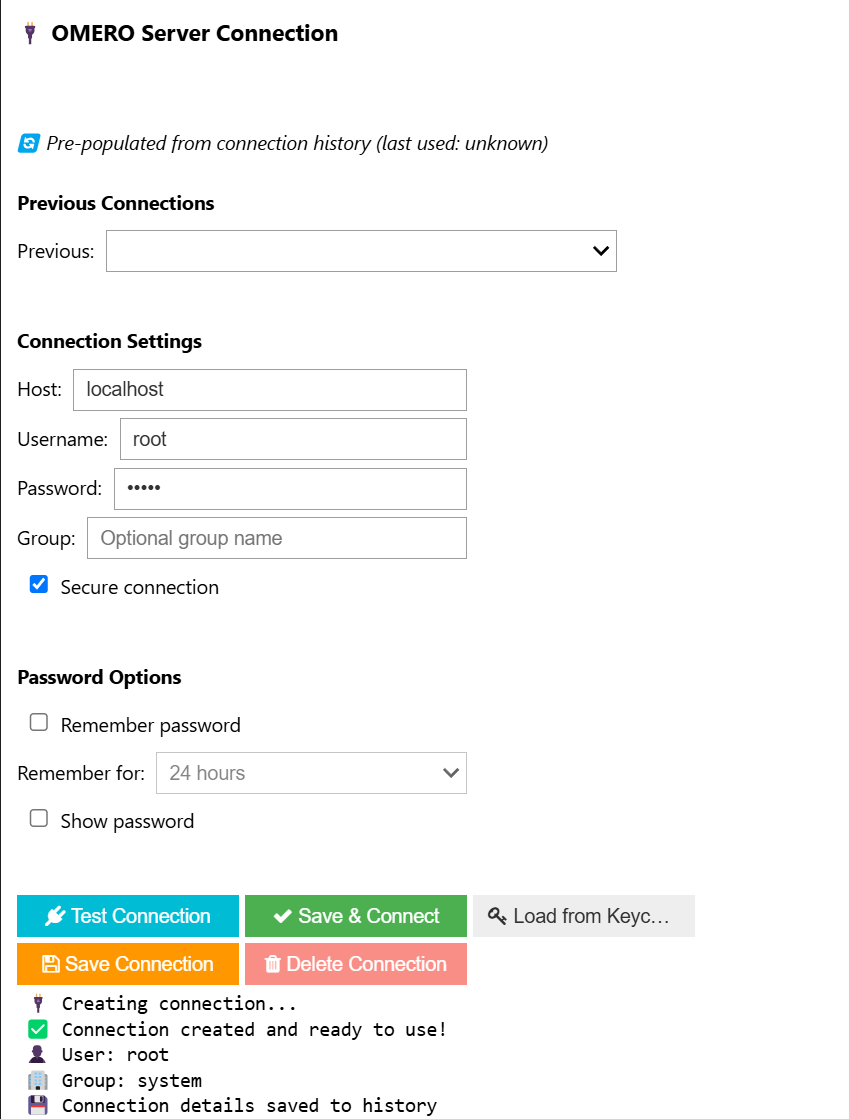 OMERO Server Connection
Pre-populated from connection history (last used: unknown)
Previous Connections
Previous:
Connection Settings
Host: localhost
Username: root
Password: •••••
Group: Optional group name
Secure connection
Password Options
Remember password
Remember for: 24 hours
Show password
Test Connection Save & Connect Load from Keyc...
Save Connection Delete Connection
Creating connection...
Connection created and ready to use!
User: root
Group: system
Connection details saved to history